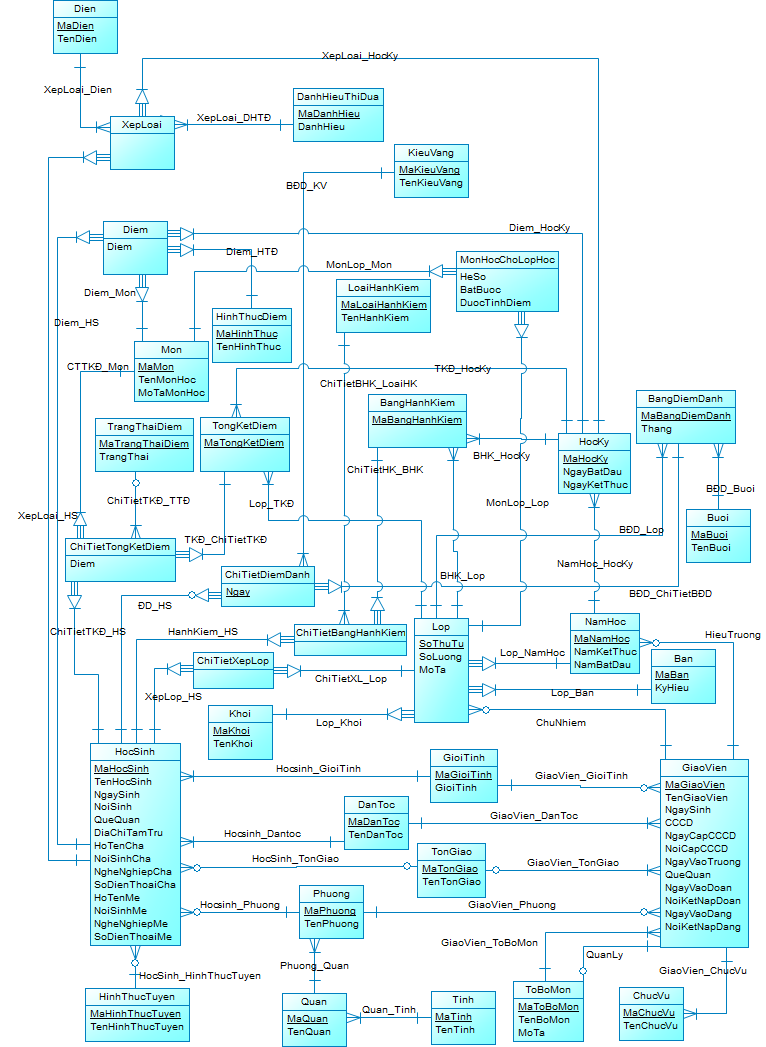 Dien
MaDien
TenDien
XepLoai_HocKy
XepLoai_Dien
DanhHieuThiDua
MaDanhHieu
DanhHieu
XepLoai_DHTĐ
XepLoai
KieuVang
MaKieuVang
TenKieuVang
BĐD_KV
Diem
Diem
Diem_HocKy
Diem_HTĐ
MonHocChoLopHoc
HeSo
BatBuoc
DuocTinhDiem
MonLop_Mon
Diem_Mon
LoaiHanhKiem
MaLoaiHanhKiem
TenHanhKiem
Diem_HS
HinhThucDiem
MaHinhThuc
TenHinhThuc
Mon
MaMon
TenMonHoc
MoTaMonHoc
CTTKĐ_Mon
TKĐ_HocKy
ChiTietBHK_LoaiHK
BangHanhKiem
MaBangHanhKiem
BangDiemDanh
MaBangDiemDanh
Thang
TrangThaiDiem
MaTrangThaiDiem
TrangThai
TongKetDiem
MaTongKetDiem
HocKy
MaHocKy
NgayBatDau
NgayKetThuc
BHK_HocKy
ChiTietHK_BHK
ChiTietTKĐ_TTĐ
Lop_TKĐ
MonLop_Lop
BĐD_Buoi
XepLoai_HS
Buoi
MaBuoi
TenBuoi
BĐD_Lop
TKĐ_ChiTietTKĐ
ChiTietTongKetDiem
Diem
NamHoc_HocKy
ChiTietDiemDanh
Ngay
BHK_Lop
BĐD_ChiTietBĐD
ĐD_HS
ChiTietTKĐ_HS
HanhKiem_HS
ChiTietBangHanhKiem
Lop
SoThuTu
SoLuong
MoTa
NamHoc
MaNamHoc
NamKetThuc
NamBatDau
HieuTruong
Lop_NamHoc
Ban
MaBan
KyHieu
ChiTietXepLop
ChiTietXL_Lop
XepLop_HS
Lop_Ban
Khoi
MaKhoi
TenKhoi
Lop_Khoi
ChuNhiem
HocSinh
MaHocSinh
TenHocSinh
NgaySinh
NoiSinh
QueQuan
DiaChiTamTru
HoTenCha
NoiSinhCha
NgheNghiepCha
SoDienThoaiCha
HoTenMe
NoiSinhMe
NgheNghiepMe
SoDienThoaiMe
Hocsinh_GioiTinh
GioiTinh
MaGioiTinh
GioiTinh
GiaoVien_GioiTinh
GiaoVien
MaGiaoVien
TenGiaoVien
NgaySinh
CCCD
NgayCapCCCD
NoiCapCCCD
NgayVaoTruong
QueQuan
NgayVaoDoan
NoiKetNapDoan
NgayVaoDang
NoiKetNapDang
DanToc
MaDanToc
TenDanToc
GiaoVien_DanToc
Hocsinh_Dantoc
TonGiao
MaTonGiao
TenTonGiao
HocSinh_TonGiao
GiaoVien_TonGiao
Phuong
MaPhuong
TenPhuong
Hocsinh_Phuong
GiaoVien_Phuong
GiaoVien_ToBoMon
QuanLy
GiaoVien_ChucVu
Phuong_Quan
HocSinh_HinhThucTuyen
HinhThucTuyen
MaHinhThucTuyen
TenHinhThucTuyen
Quan
MaQuan
TenQuan
Quan_Tinh
Tinh
MaTinh
TenTinh
ToBoMon
MaToBoMon
TenBoMon
MoTa
ChucVu
MaChucVu
TenChucVu